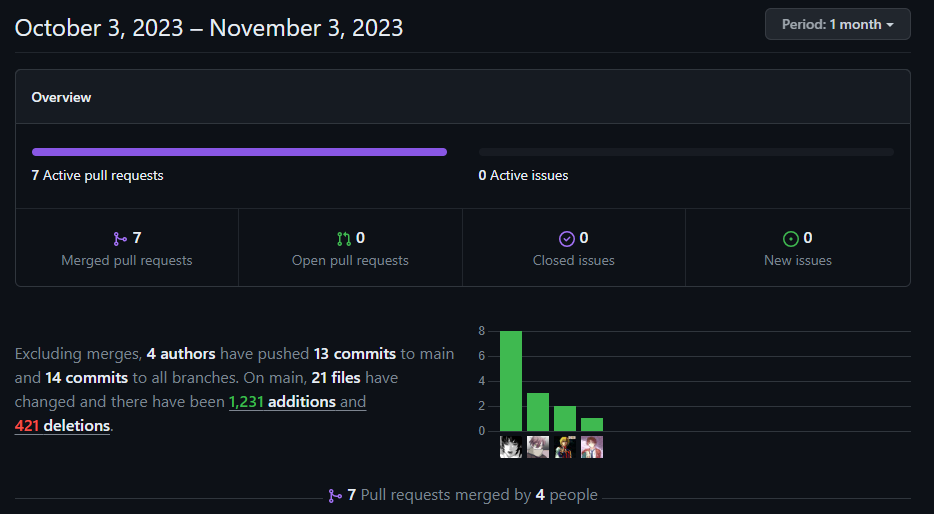 October 3, 2023 – November 3, 2023
Period: 1 month
Overview
7 Active pull requests
0 Active issues
7
Merged pull requests
0
Open pull requests
0
Closed issues
0
New issues
Excluding merges, 4 authors have pushed 13 commits to main
and 14 commits to all branches. On main, 21 files have
changed and there have been 1,231 additions and
421 deletions.
8
6
4
2
0
7 Pull requests merged by 4 people